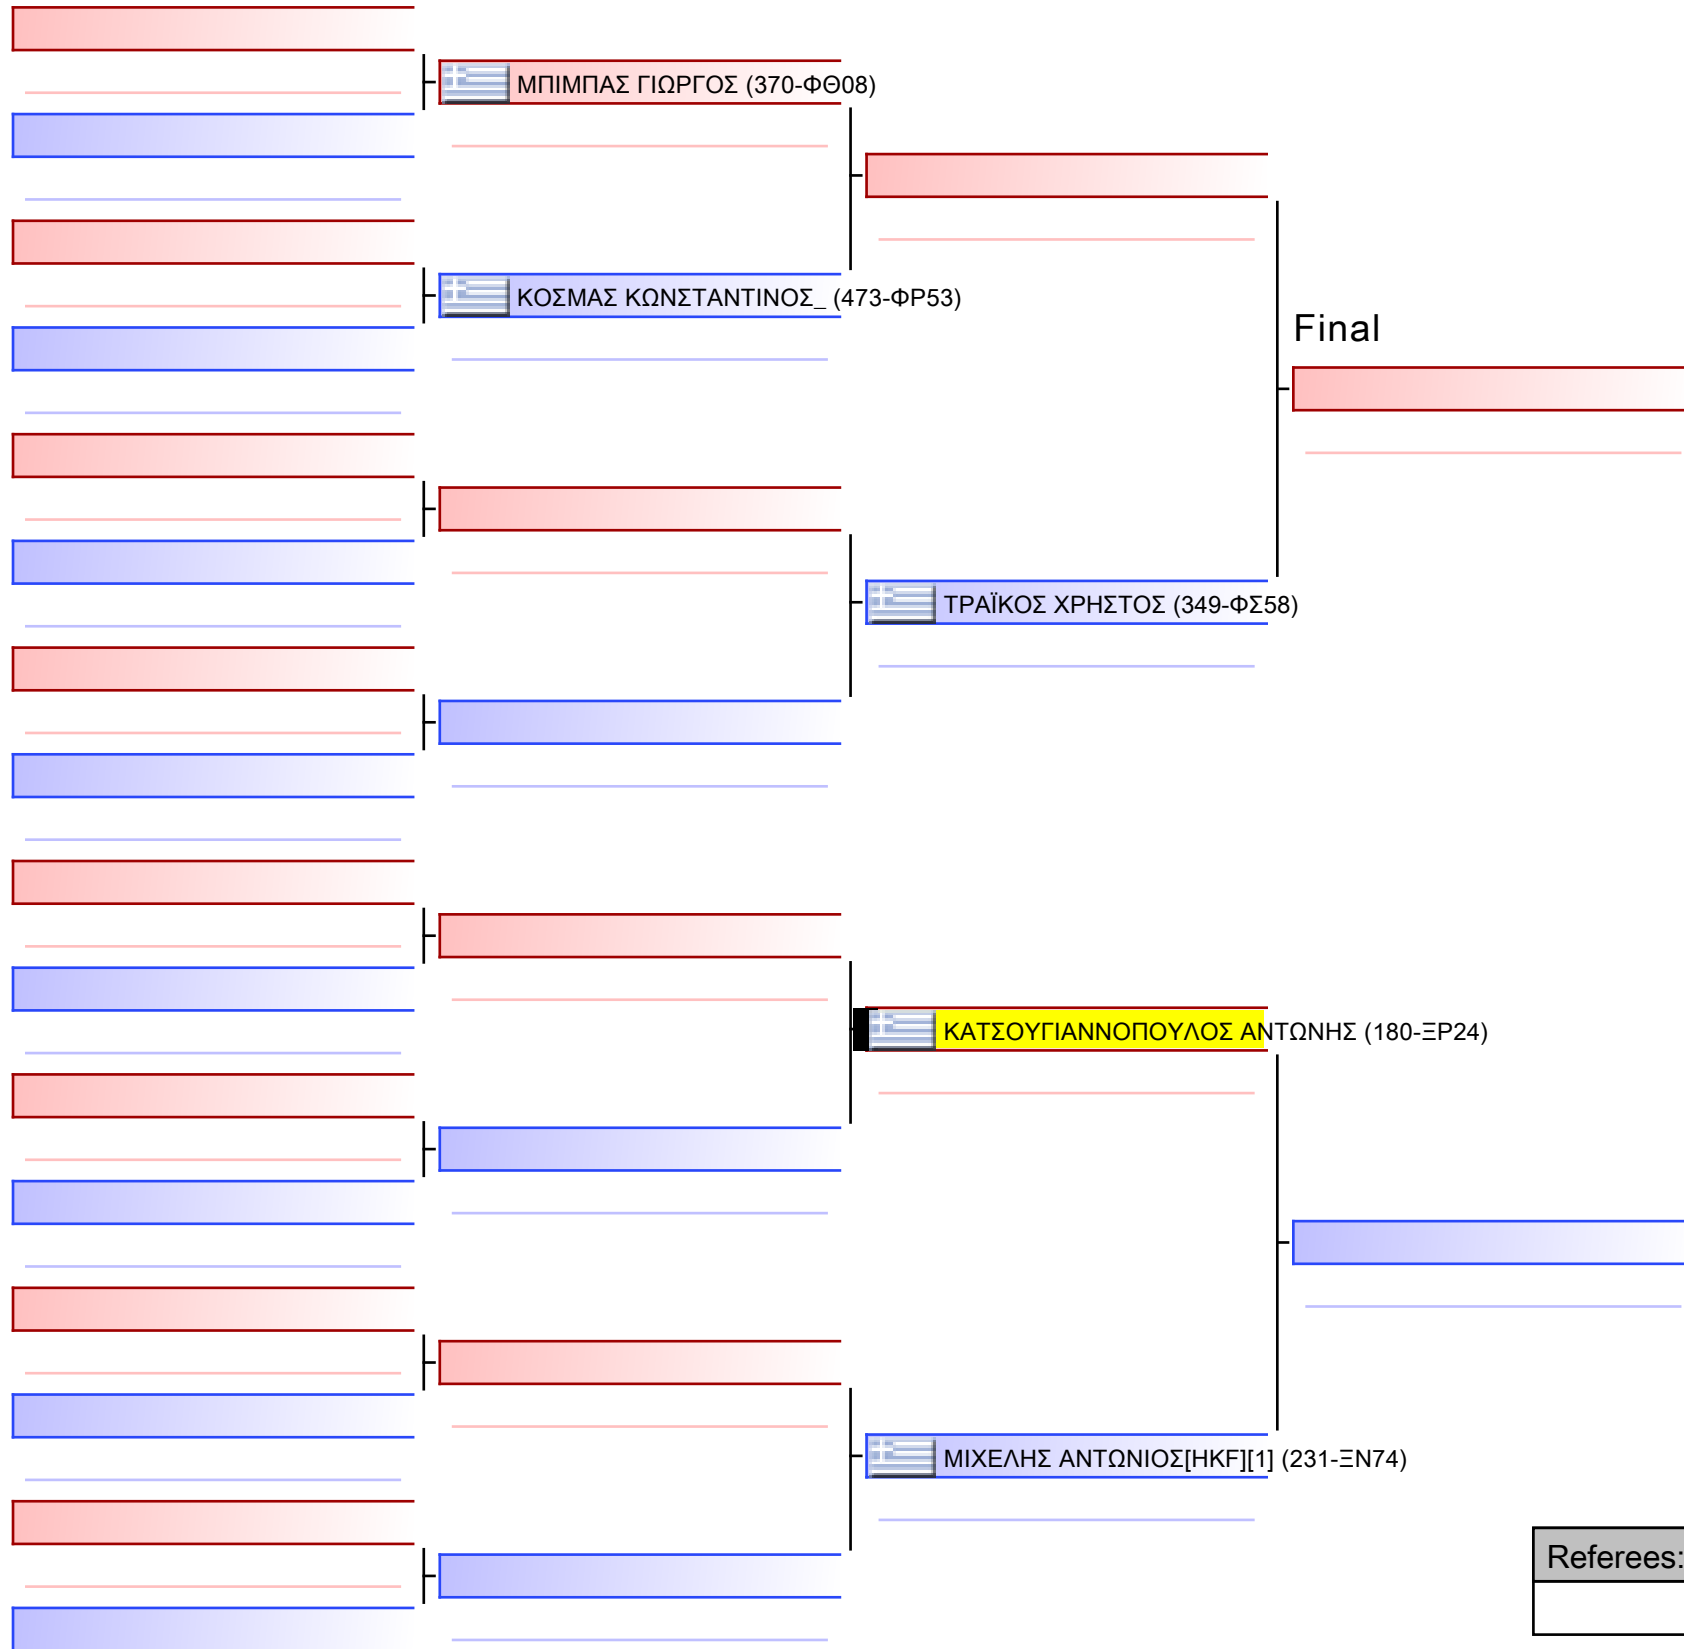 ΜΠΙΜΠΑΣ ΓΙΩΡΓΟΣ (370-ΦΘ08)
ΚΟΣΜΑΣ ΚΩΝΣΤΑΝΤΙΝΟΣ_ (473-ΦΡ53)
Final
ΤΡΑΪΚΟΣ ΧΡΗΣΤΟΣ (349-ΦΣ58)
ΚΑΤΣΟΥΓΙΑΝΝΟΠΟΥΛΟΣ ΑΝΤΩΝΗΣ (180-ΞΡ24)
ΜΙΧΕΛΗΣ ΑΝΤΩΝΙΟΣ[HKF][1] (231-ΞΝ74)
Referees: